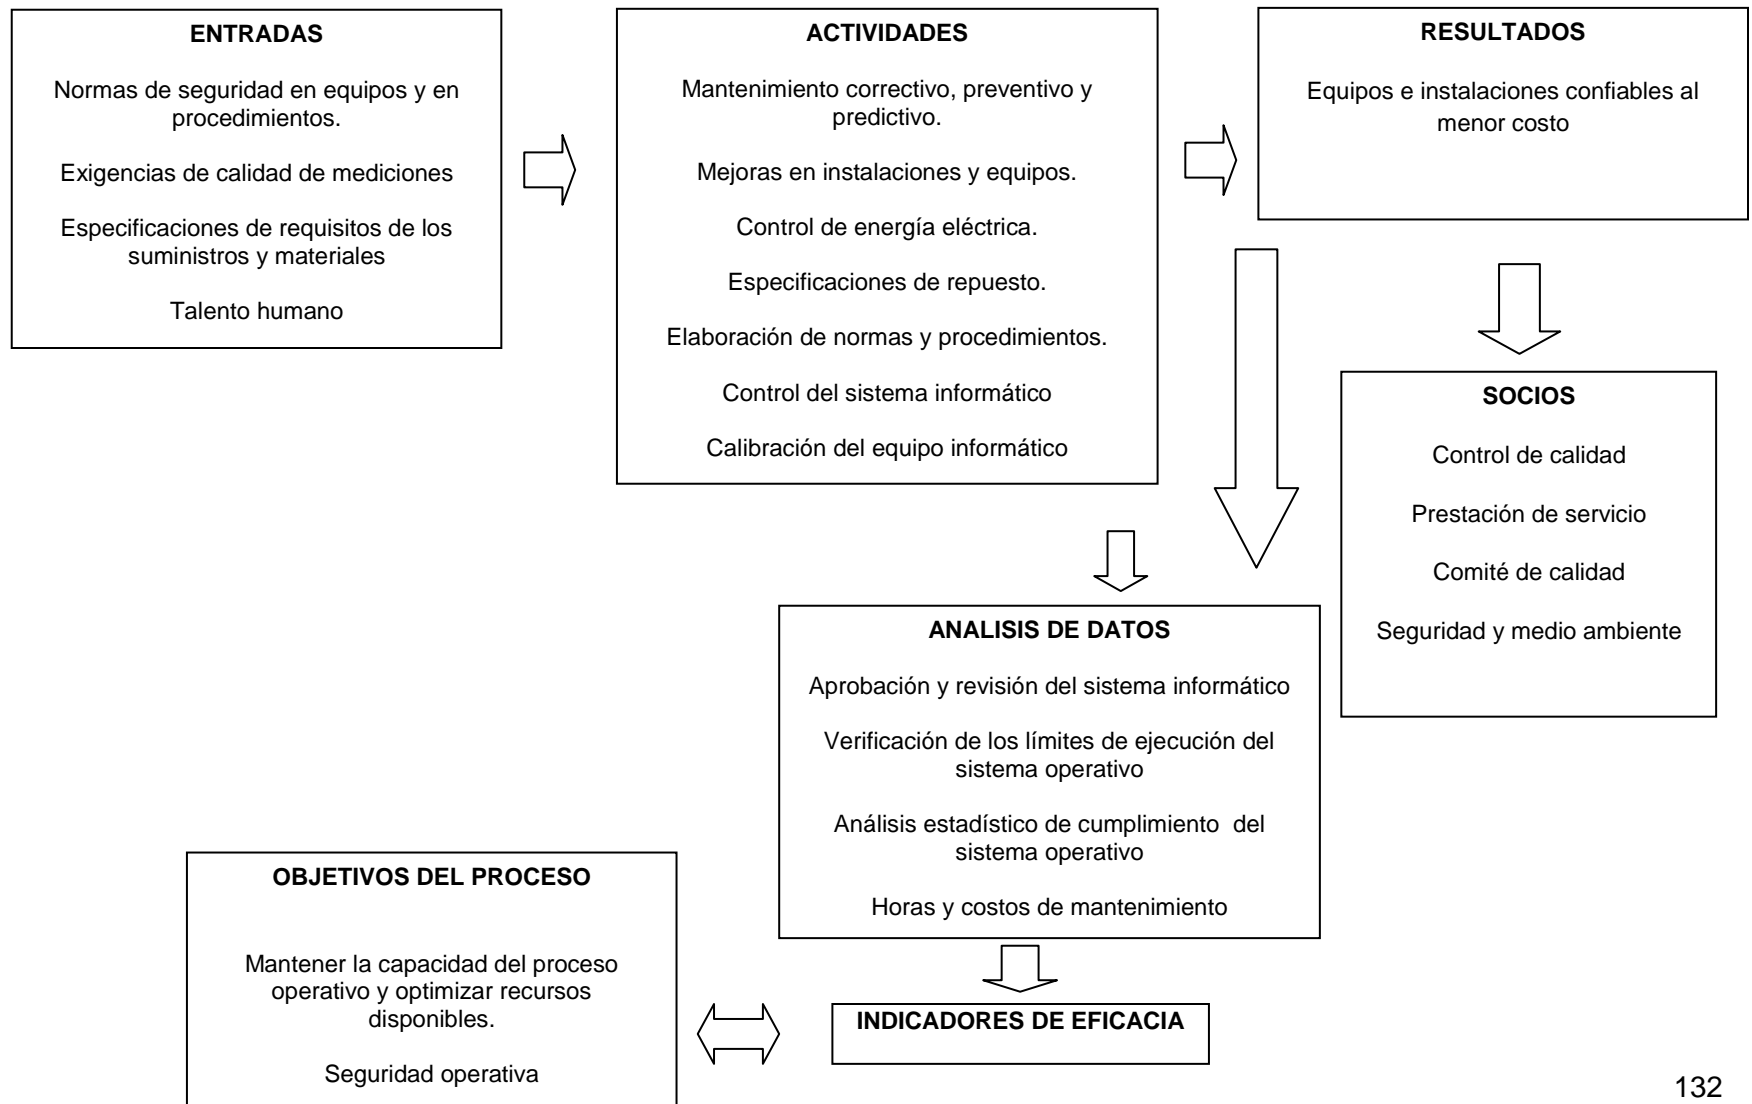 ENTRADAS
Normas de seguridad en equipos y en
procedimientos.
Exigencias de calidad de mediciones
Especificaciones de requisitos de los
suministros y materiales
Talento humano
ACTIVIDADES
Mantenimiento correctivo, preventivo y
predictivo.
Mejoras en instalaciones y equipos.
Control de energía eléctrica.
Especificaciones de repuesto.
Elaboración de normas y procedimientos.
Control del sistema informático
Calibración del equipo informático
RESULTADOS
Equipos e instalaciones confiables al
menor costo
SOCIOS
Control de calidad
Prestación de servicio
Comité de calidad
Seguridad y medio ambiente
ANALISIS DE DATOS
Aprobación y revisión del sistema informático
Verificación de los límites de ejecución del
sistema operativo
Análisis estadístico de cumplimiento del
sistema operativo
Horas y costos de mantenimiento
OBJETIVOS DEL PROCESO
Mantener la capacidad del proceso
operativo y optimizar recursos
disponibles.
Seguridad operativa
INDICADORES DE EFICACIA
132